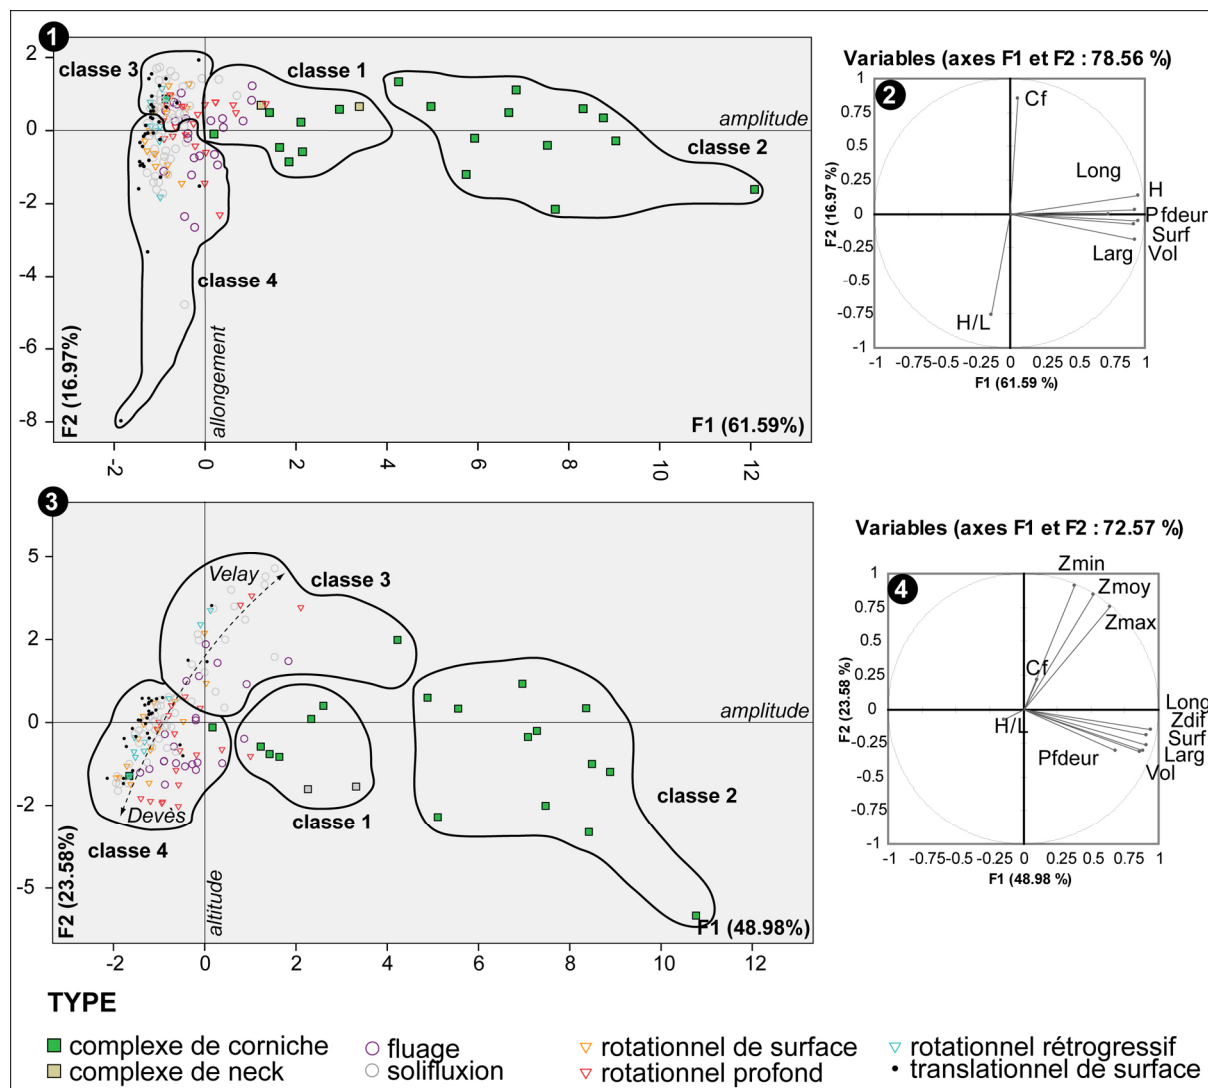 1
2
0
-2
-4
-6
-8
classe 3
classe 1
amplitude
classe 2
classe 4
F2 (16.97%)
allongement
F1 (61.59%)
-2
0
2
4
6
8
10
12
Variables (axes F1 et F2 : 78.56 %)
2
1
0.75
0.5
0.25
0
-0.25
-0.5
-0.75
-1
F2 (16.97 %)
Cf
Long
H
Pfdeur
Surf
Larg
Vol
H/L
-1
-0.75
-0.5
-0.25
0
0.25
0.5
0.75
1
F1 (61.59 %)
3
5
2
0
-2
-5
Velay
classe 3
amplitude
classe 2
classe 1
Devès
classe 4
F2 (23.58%)
altitude
F1 (48.98%)
-2
0
2
4
6
8
10
12
Variables (axes F1 et F2 : 72.57 %)
4
1
0.75
0.5
0.25
0
-0.25
-0.5
-0.75
-1
F2 (23.58 %)
Zmin
Zmoy
Zmax
Cf
H/L
Long
Zdif
Surf
Larg
Vol
Pfdeur
-1
-0.75
-0.5
-0.25
0
0.25
0.5
0.75
1
F1 (48.98 %)
TYPE
complexe de corniche
complexe de neck
fluage
solifluxion
rotationnel de surface
rotationnel profond
rotationnel rétrogressif
translationnel de surface